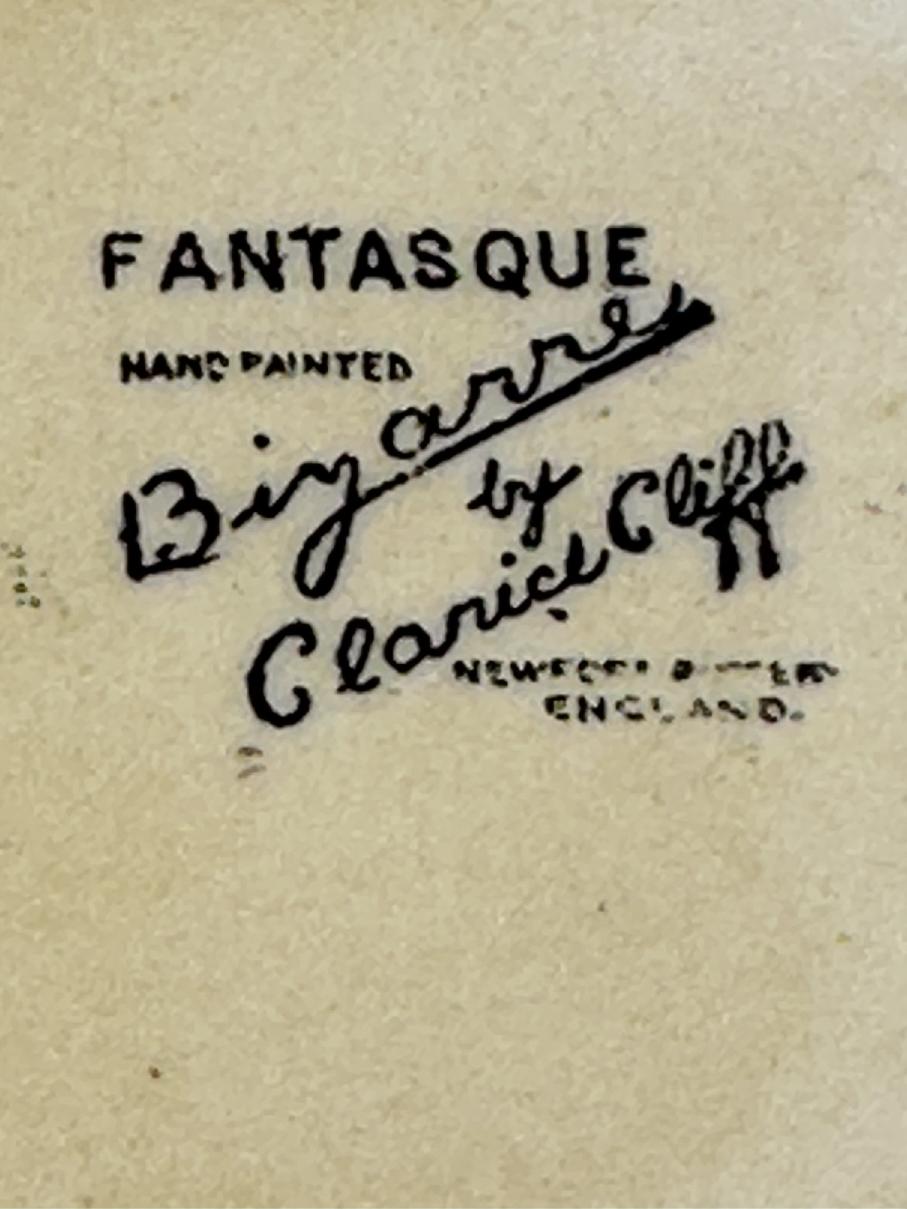 FANTASQUE
HAND PAINTED
Bizarre
by
Clarice Cliff
ENGLAND.